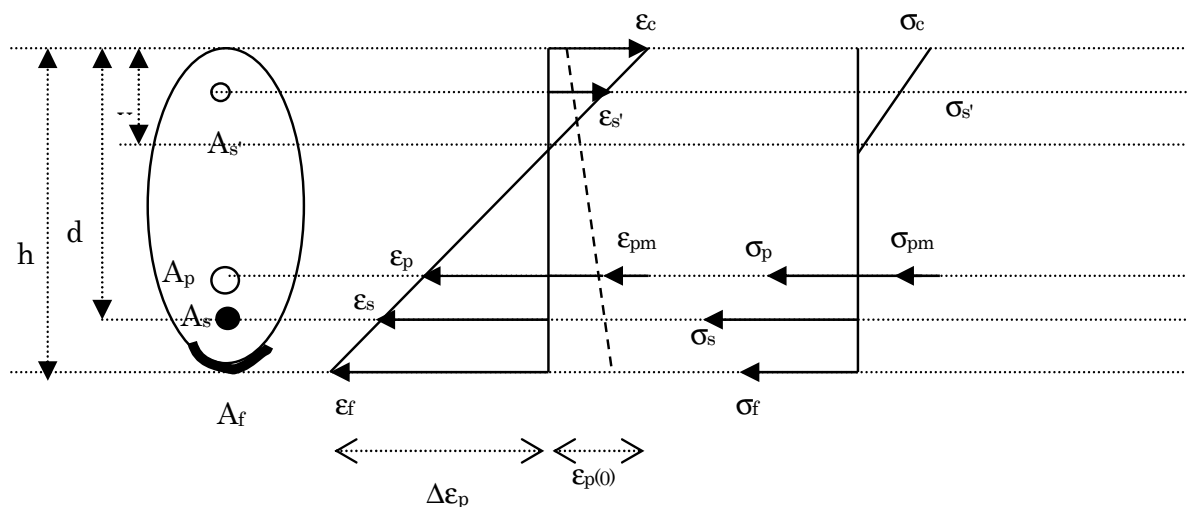 εc
σc
εs'
σs'
As'
h
d
Ap
εp
εpm
σp
σpm
As
εs
σs
Af
εf
σf
Δεp
εp(0)